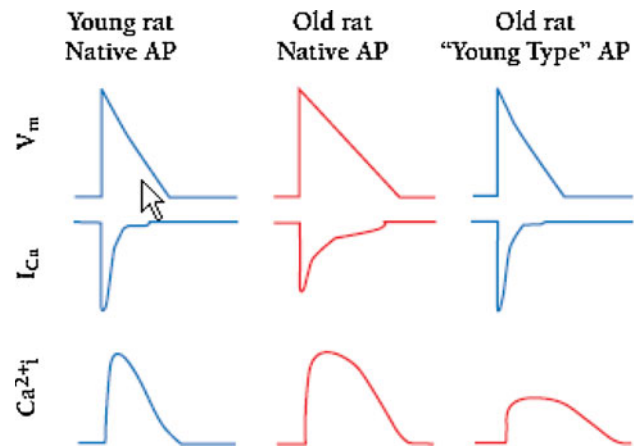 Young rat
Native AP
Old rat
Native AP
Old rat
“Young Type” AP
Vm
ICa
Ca2+i